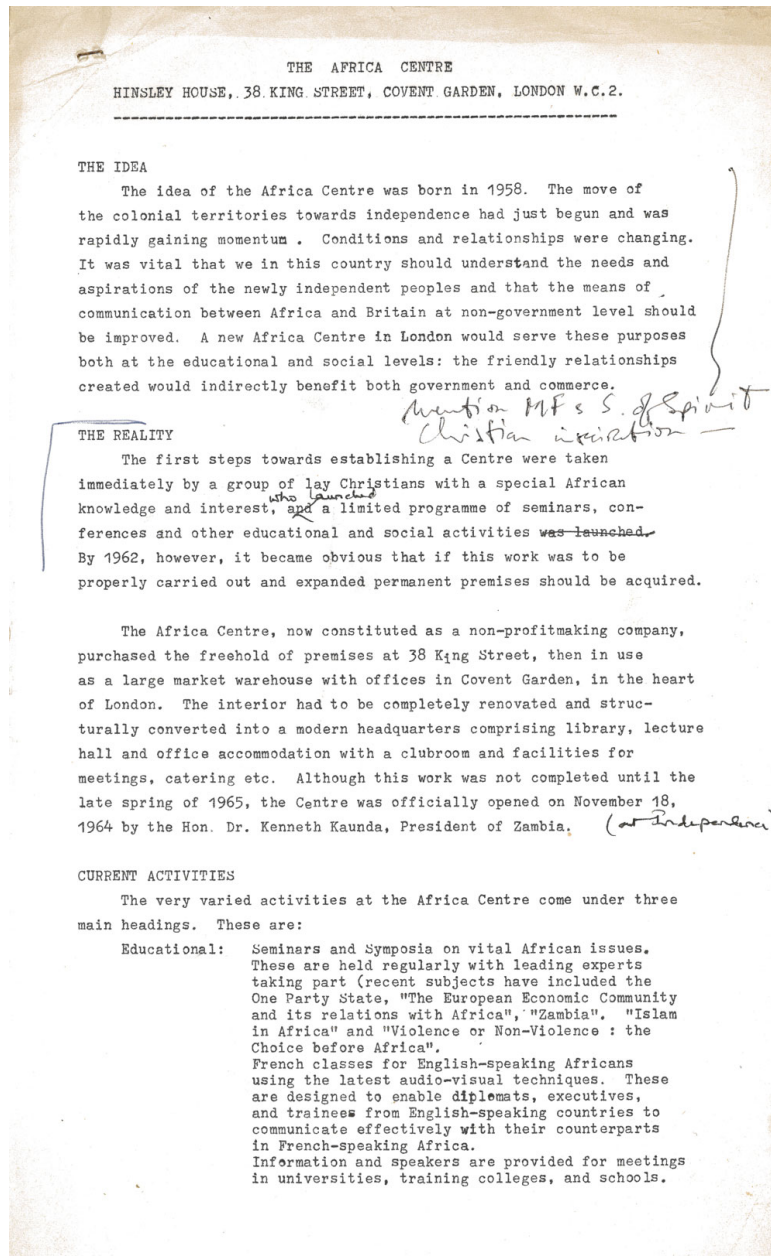 THE AFRICA CENTRE
HINSLEY HOUSE, 38 KING STREET, COVENT GARDEN, LONDON W.C.2.
THE IDEA
The idea of the Africa Centre was born in 1958. The move of
the colonial territories towards independence had just begun and was
rapidly gaining momentum . Conditions and relationships were changing.
It was vital that we in this country should understand the needs and
aspirations of the newly independent peoples and that the means of
communication between Africa and Britain at non-government level should
be improved. A new Africa Centre in London would serve these purposes
both at the educational and social levels: the friendly relationships
created would indirectly benefit both government and commerce.
Mention MF s S. of Spirit
Christian inspiration —
THE REALITY
The first steps towards establishing a Centre were taken
immediately by a group of lay Christians with a special African
who launched
knowledge and interest, and a limited programme of seminars, con-
ferences and other educational and social activities was launched.
By 1962, however, it became obvious that if this work was to be
properly carried out and expanded permanent premises should be acquired.
The Africa Centre, now constituted as a non-profitmaking company,
purchased the freehold of premises at 38 King Street, then in use
as a large market warehouse with offices in Covent Garden, in the heart
of London. The interior had to be completely renovated and struc-
turally converted into a modern headquarters comprising library, lecture
hall and office accommodation with a clubroom and facilities for
meetings, catering etc. Although this work was not completed until the
late spring of 1965, the Centre was officially opened on November 18,
1964 by the Hon. Dr. Kenneth Kaunda, President of Zambia. (at Independence
CURRENT ACTIVITIES
The very varied activities at the Africa Centre come under three
main headings. These are:
Educational: Seminars and Symposia on vital African issues.
These are held regularly with leading experts
taking part (recent subjects have included the
One Party State, "The European Economic Community
and its relations with Africa", "Zambia". "Islam
in Africa" and "Violence or Non-Violence : the
Choice before Africa".
French classes for English-speaking Africans
using the latest audio-visual techniques. These
are designed to enable diplomats, executives,
and trainees from English-speaking countries to
communicate effectively with their counterparts
in French-speaking Africa.
Information and speakers are provided for meetings
in universities, training colleges, and schools.